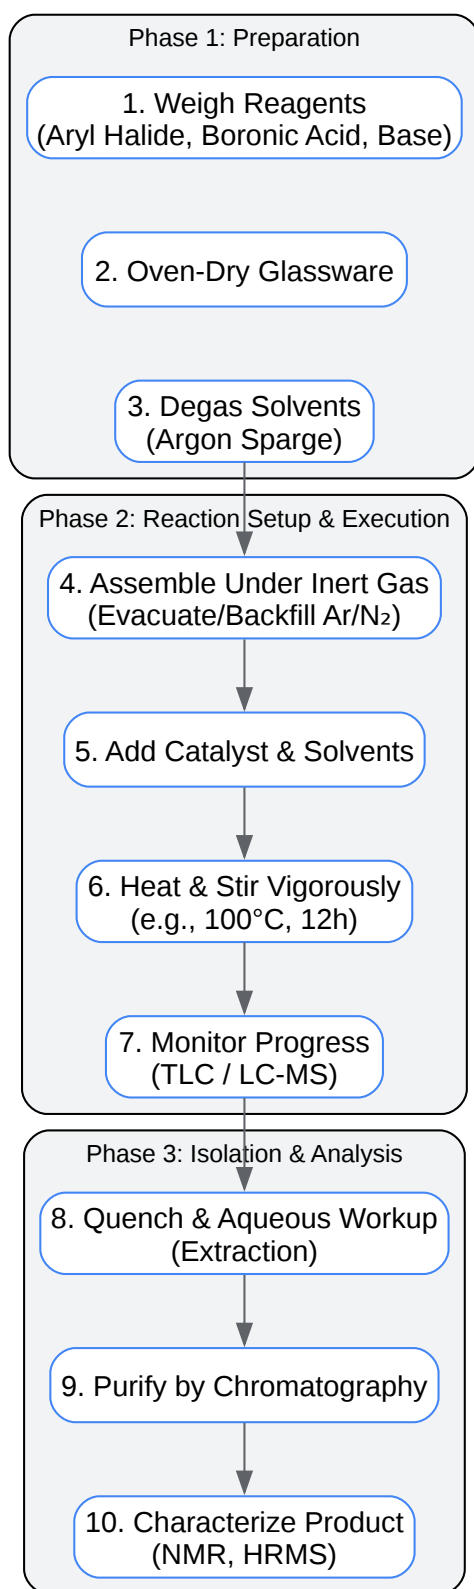 Phase 1: Preparation
1. Weigh Reagents
(Aryl Halide, Boronic Acid, Base)
2. Oven-Dry Glassware
3. Degas Solvents
(Argon Sparge)
Phase 2: Reaction Setup & Execution
4. Assemble Under Inert Gas
(Evacuate/Backfill Ar/N₂)
5. Add Catalyst & Solvents
6. Heat & Stir Vigorously
(e.g., 100°C, 12h)
7. Monitor Progress
(TLC / LC-MS)
Phase 3: Isolation & Analysis
8. Quench & Aqueous Workup
(Extraction)
9. Purify by Chromatography
10. Characterize Product
(NMR, HRMS)